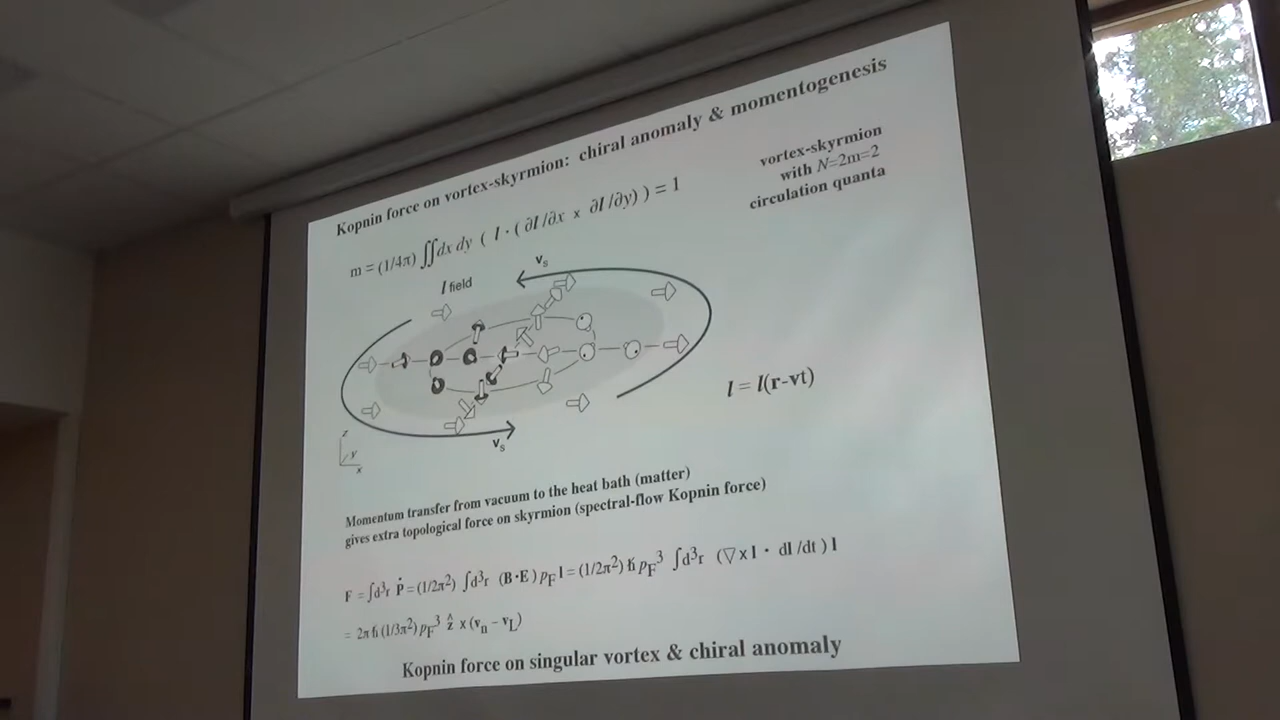 Kopnin force on vortex-skyrmion: chiral anomaly & momentogenesis
vortex-skyrmion
with N=2m=2
circulation quanta
m = (1/4π) ∫∫dx dy ( l · ( ∂l /∂x × ∂l /∂y) ) = 1
l field
vs
vs
z
y
x
l = l(r-vt)
Momentum transfer from vacuum to the heat bath (matter)
gives extra topological force on skyrmion (spectral-flow Kopnin force)
F = ∫d³r Ṗ = (1/2π²) ∫d³r (B·E) pF l = (1/2π²) ħ pF³ ∫d³r (∇ x l · dl /dt ) l
= 2π ħ (1/3π²) pF³ ẑ x (vn − vL)
Kopnin force on singular vortex & chiral anomaly